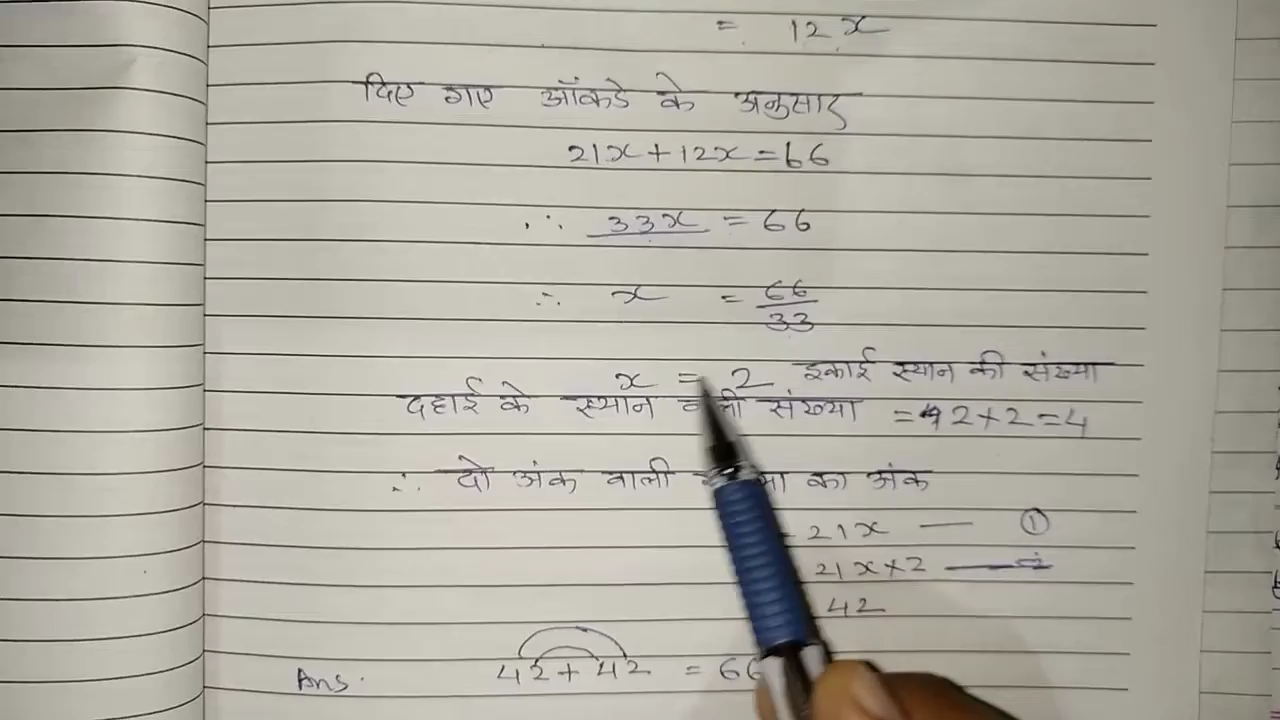 = 12x
दिए गए आँकडे के अनुसार
21x+12x=66
∴ 33x = 66
∴ x = 66/33
x = 2 इकाई स्थान की संख्या
दहाई के स्थान वाली संख्या = 2+2=4
∴ दो अंक वाली का अंक
21x — ①
21x×2 —
42
Ans. 42+42 = 66